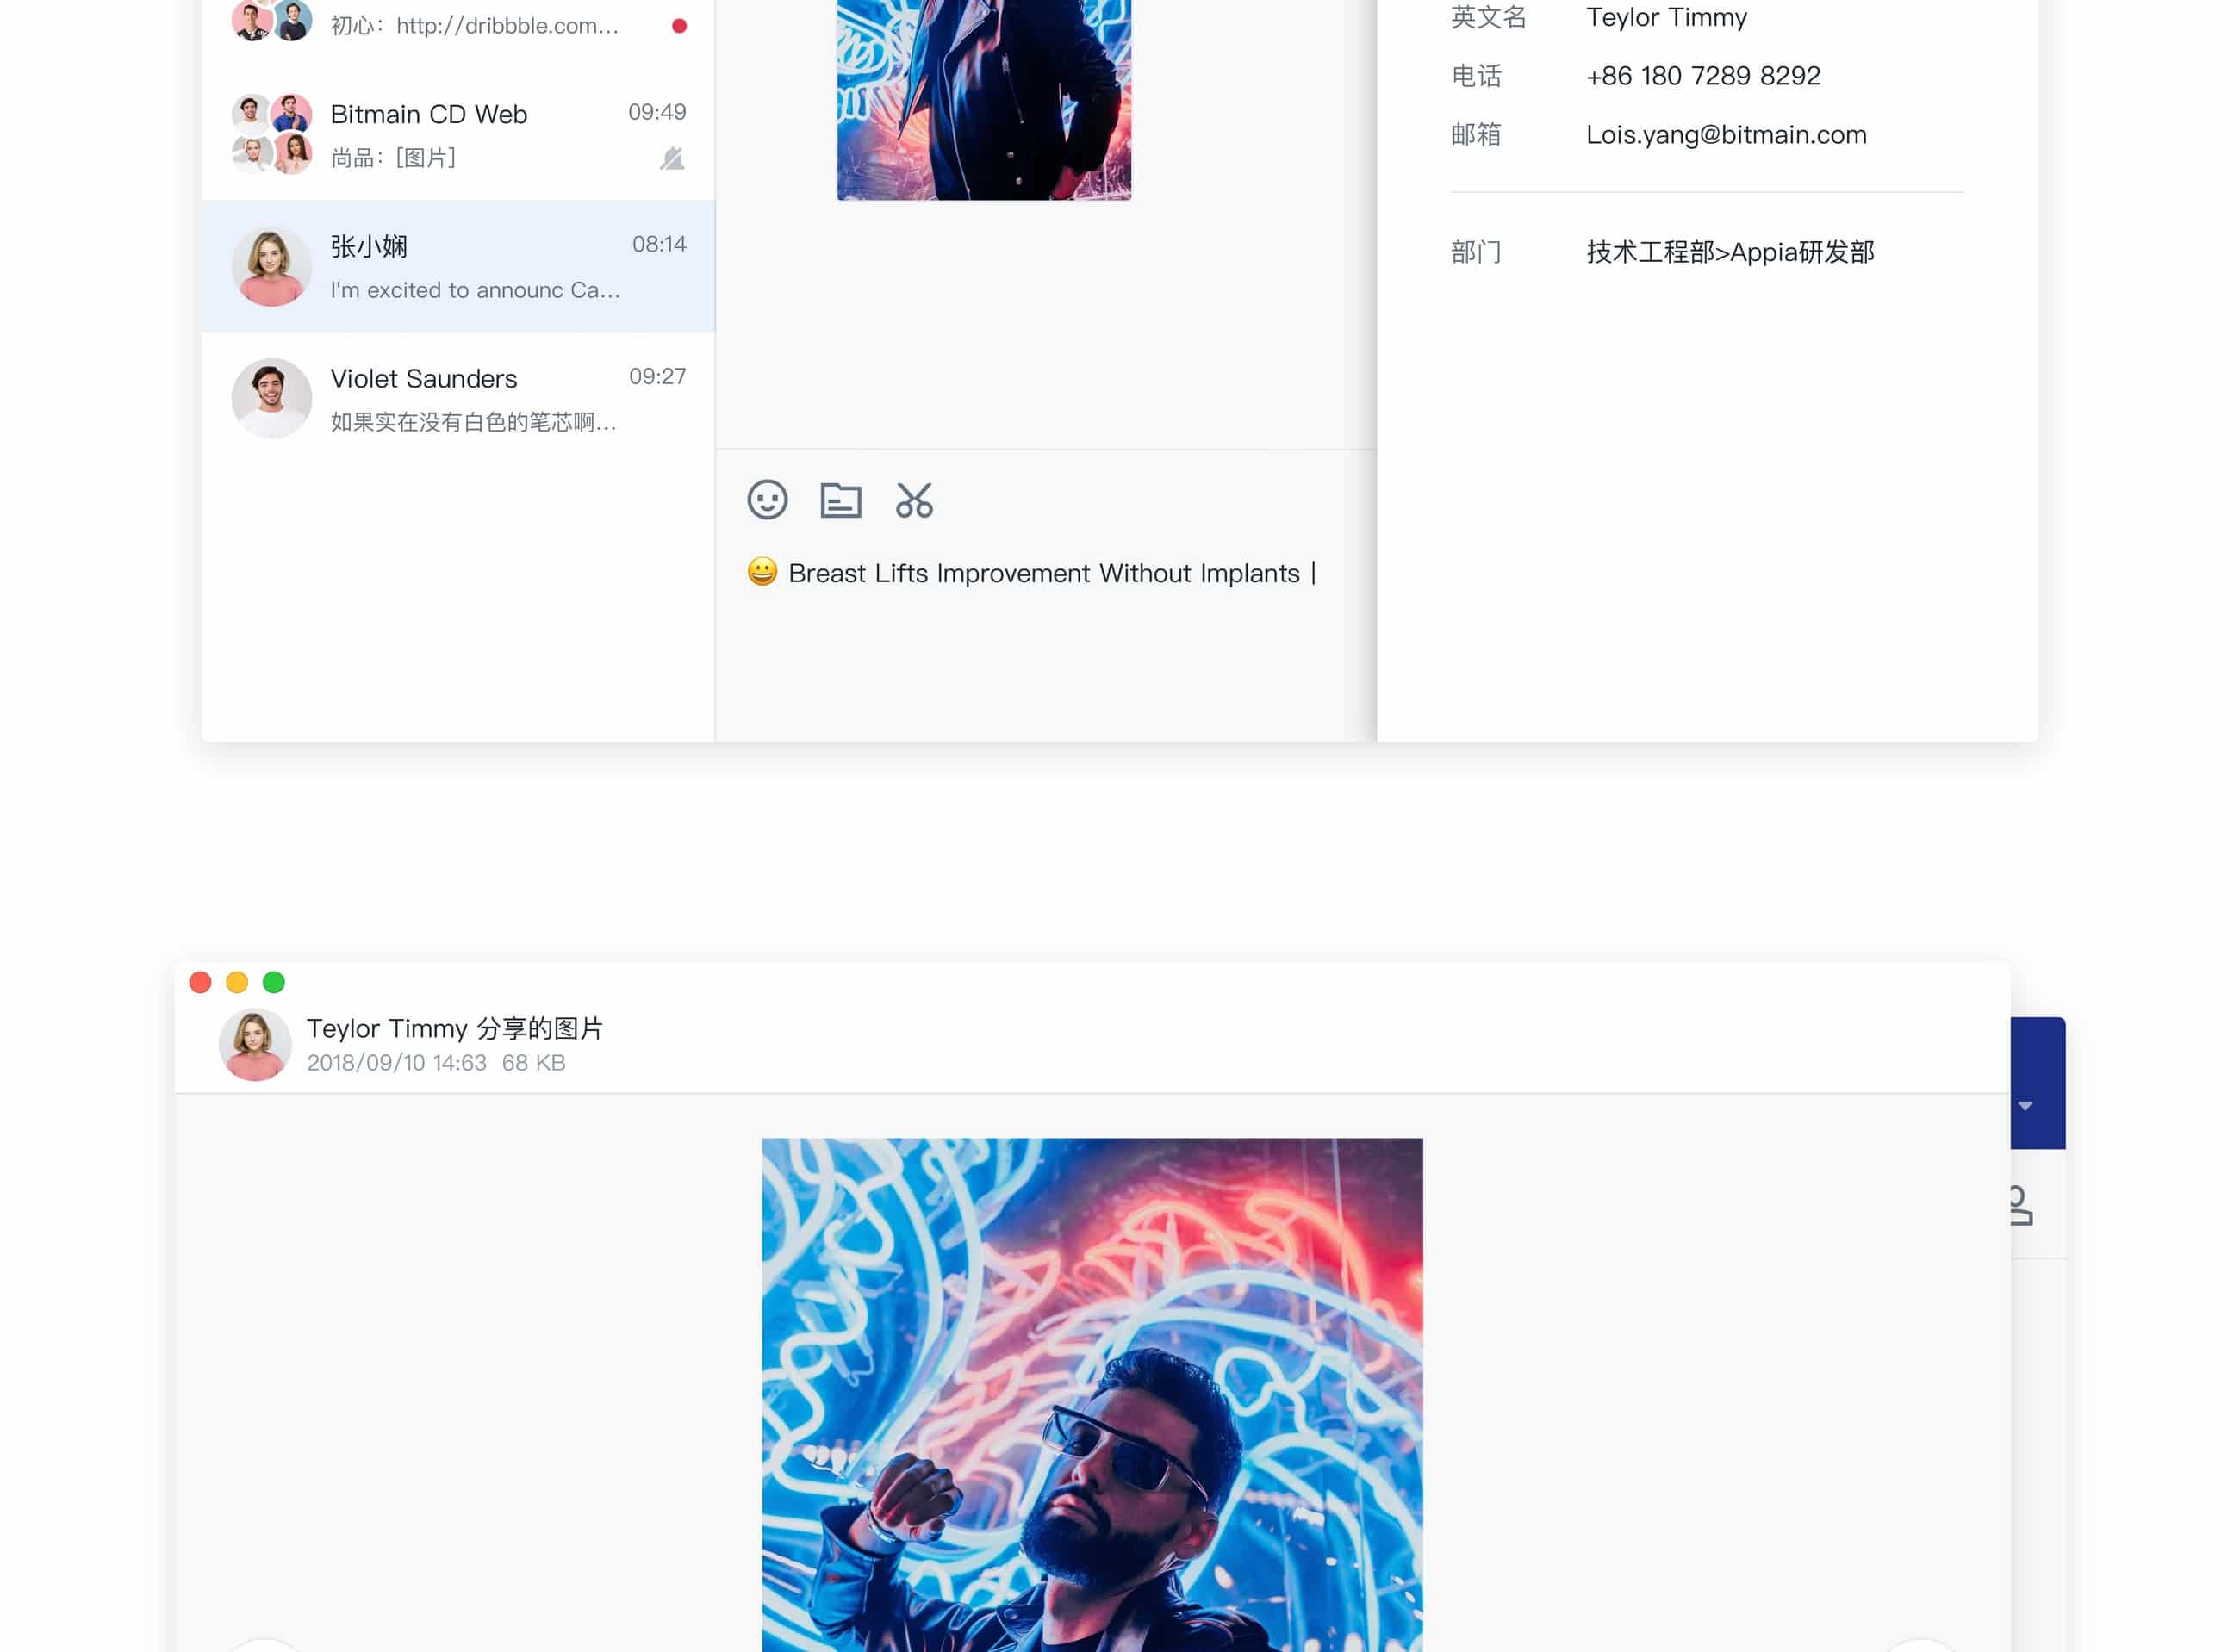 初心：http://dribbble.com...
Bitmain CD Web
09:49
尚品：[图片]
张小娴
08:14
I'm excited to announc Ca...
Violet Saunders
09:27
如果实在没有白色的笔芯啊...
😀 Breast Lifts Improvement Without Implants |
英文名 Teylor Timmy
电话 +86 180 7289 8292
邮箱 Lois.yang@bitmain.com
部门 技术工程部>Appia研发部
Teylor Timmy 分享的图片
2018/09/10 14:63 68 KB